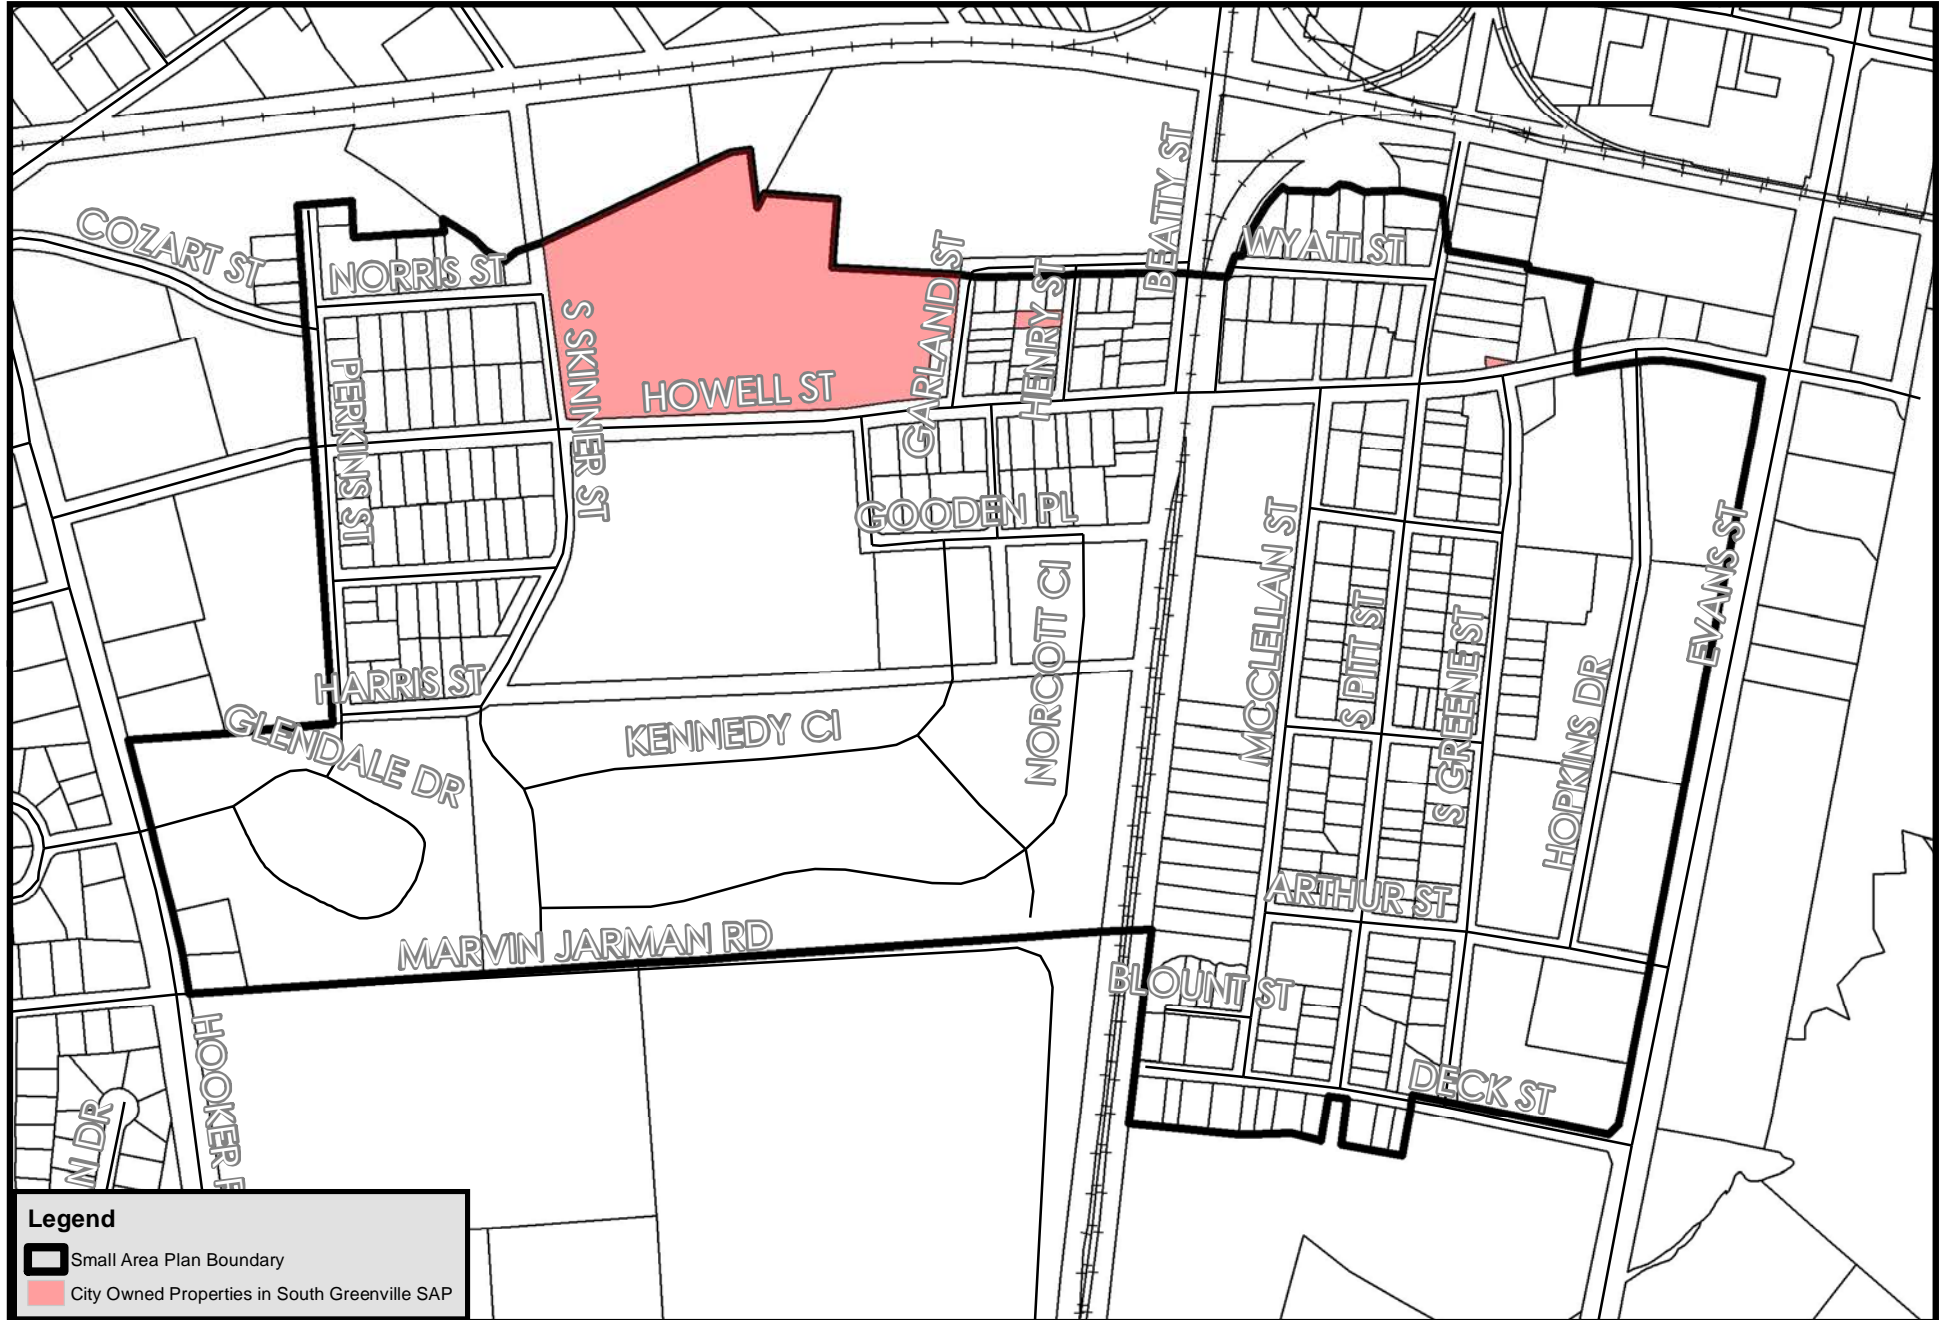 BEATTY ST
COZART ST
NORRIS ST
WYATT ST
GARLAND ST
HENRY ST
S SKINNER ST
PERKINS ST
HOWELL ST
GOODEN PL
MCCLELLAN ST
EVANS ST
NORCOTT CI
S PITT ST
S GREENE ST
HOPKINS DR
HARRIS ST
GLENDALE DR
KENNEDY CI
ARTHUR ST
MARVIN JARMAN RD
BLOUNT ST
HOOKER R
DECK ST
N DR
Legend
Small Area Plan Boundary
City Owned Properties in South Greenville SAP